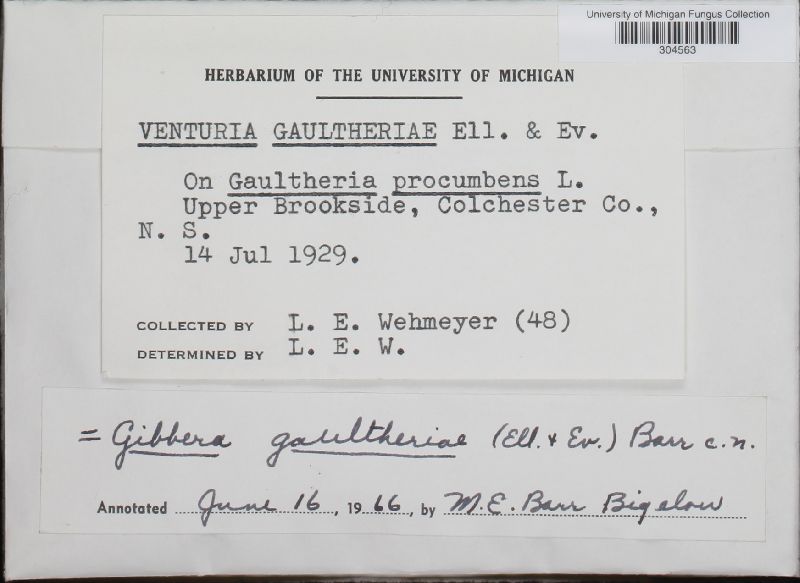 University of Michigan Fungus Collection
304563
HERBARIUM OF THE UNIVERSITY OF MICHIGAN
VENTURIA GAULTHERIAE Ell. & Ev.
On Gaultheria procumbens L.
Upper Brookside, Colchester Co.,
N. S.
14 Jul 1929.
COLLECTED BY L. E. Wehmeyer (48)
DETERMINED BY L. E. W.
= Gibbera gaultheriae (Ell. & Ev.) Barr c.n.
Annotated June 16, 1966, by M.E. Barr Bigelow